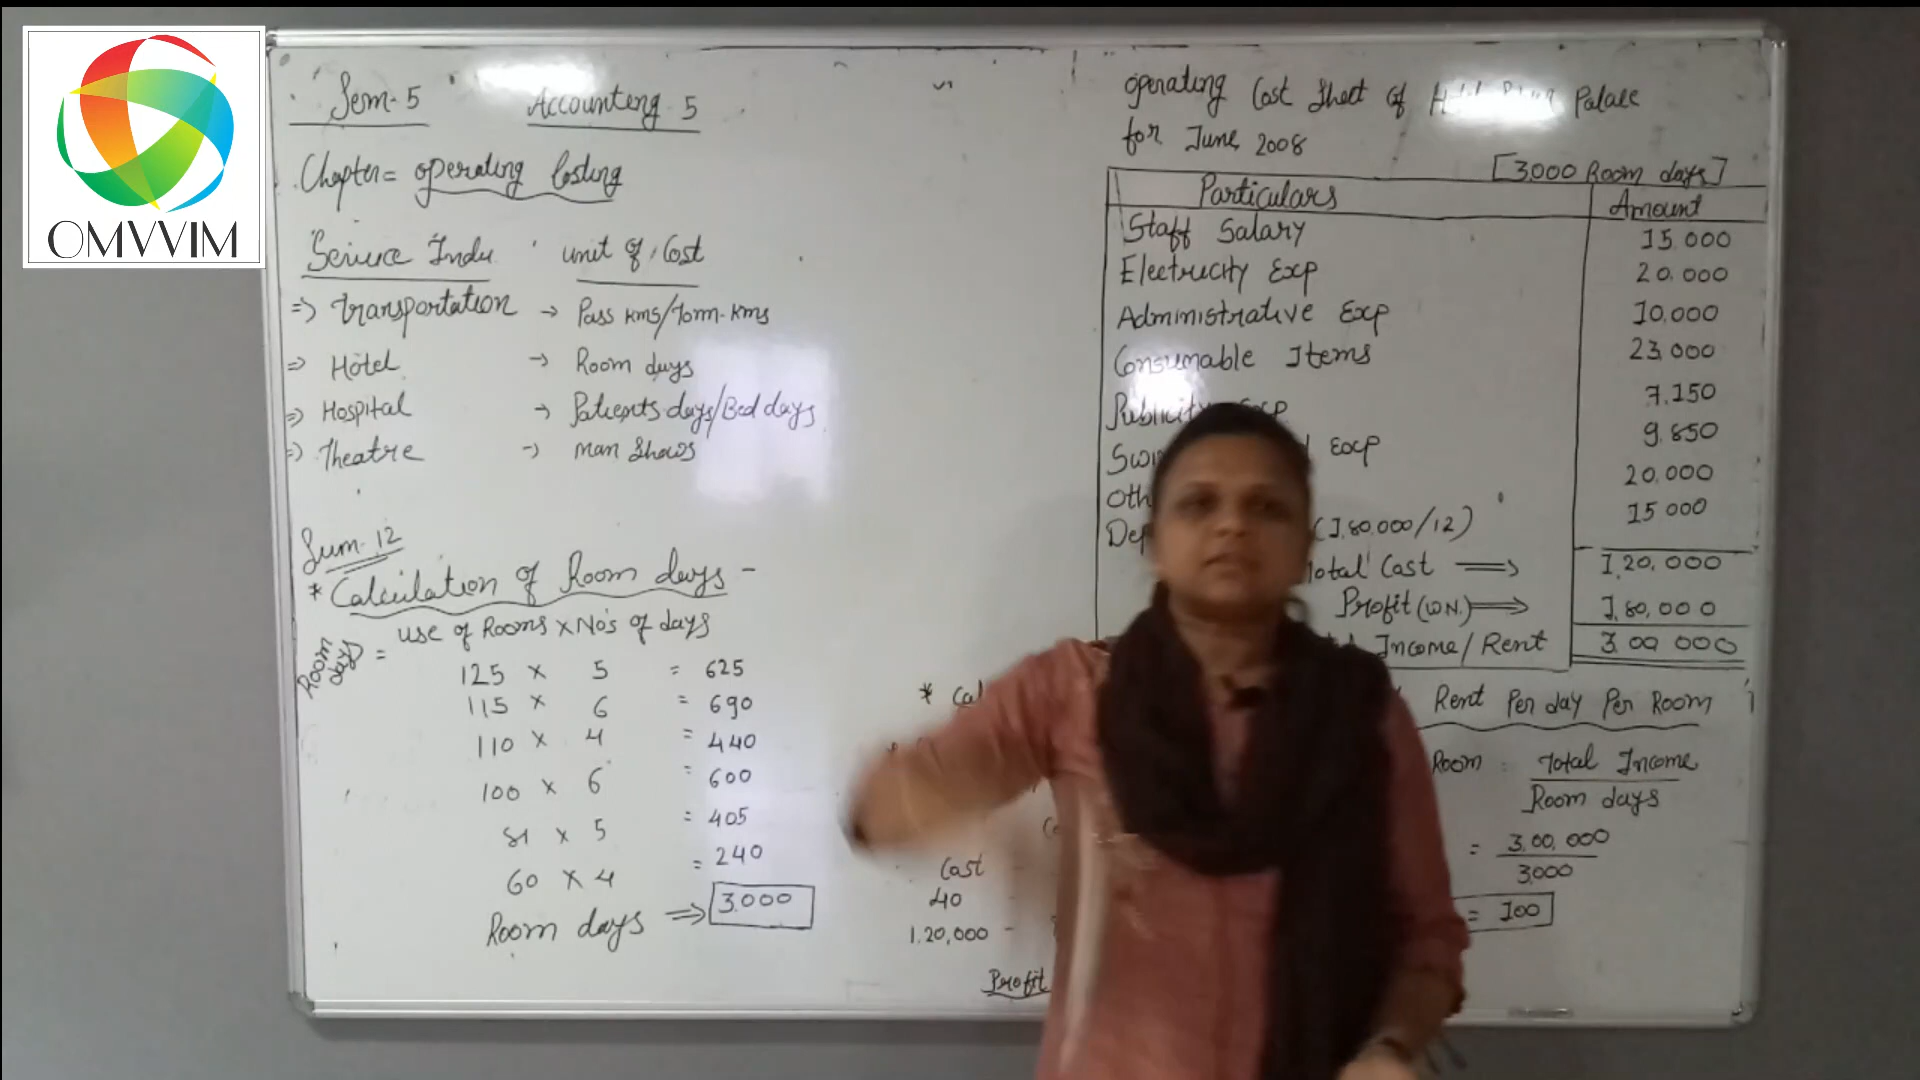 OMVVIM
Sem-5 Accounting 5
Chapter= operating Costing
Service Indu. unit of Cost
=> Transportation -> Pass kms/Tonn-kms
=> Hotel -> Room days
=> Hospital -> Patients days/Bed days
=> Theatre -> Man Shows
Sum-12
* Calculation of Room days -
Room days = use of Rooms x No's of days
125 x 5 = 625
115 x 6 = 690
110 x 4 = 440
100 x 6 = 600
81 x 5 = 405
60 x 4 = 240
Room days => 3000
operating Cost Sheet of Palace
for June 2008
[3000 Room days]
Particulars Amount
Staff Salary 15.000
Electricity Exp 20.000
Administrative Exp 10.000
Consumable Items 23.000
Publicity Exp 7.150
Exp 9.850
20.000
(1,80,000/12) 15 000
Total Cost => 1,20,000
Profit (W.N.) => 1,80,000
Income/Rent 3,00 000
* Rent Per day Per Room
Room = Total Income
Room days
= 3,00,000
3000
= 100
Cost
40
1.20,000 -
Profit